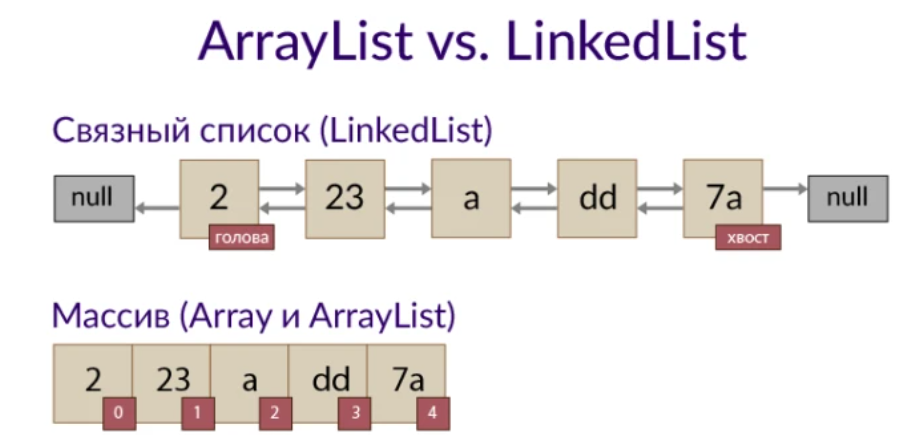 ArrayList vs. LinkedList
Связный список (LinkedList)
null 2 23 a dd 7a null
голова хвост
Массив (Array и ArrayList)
2 23 a dd 7a
0 1 2 3 4